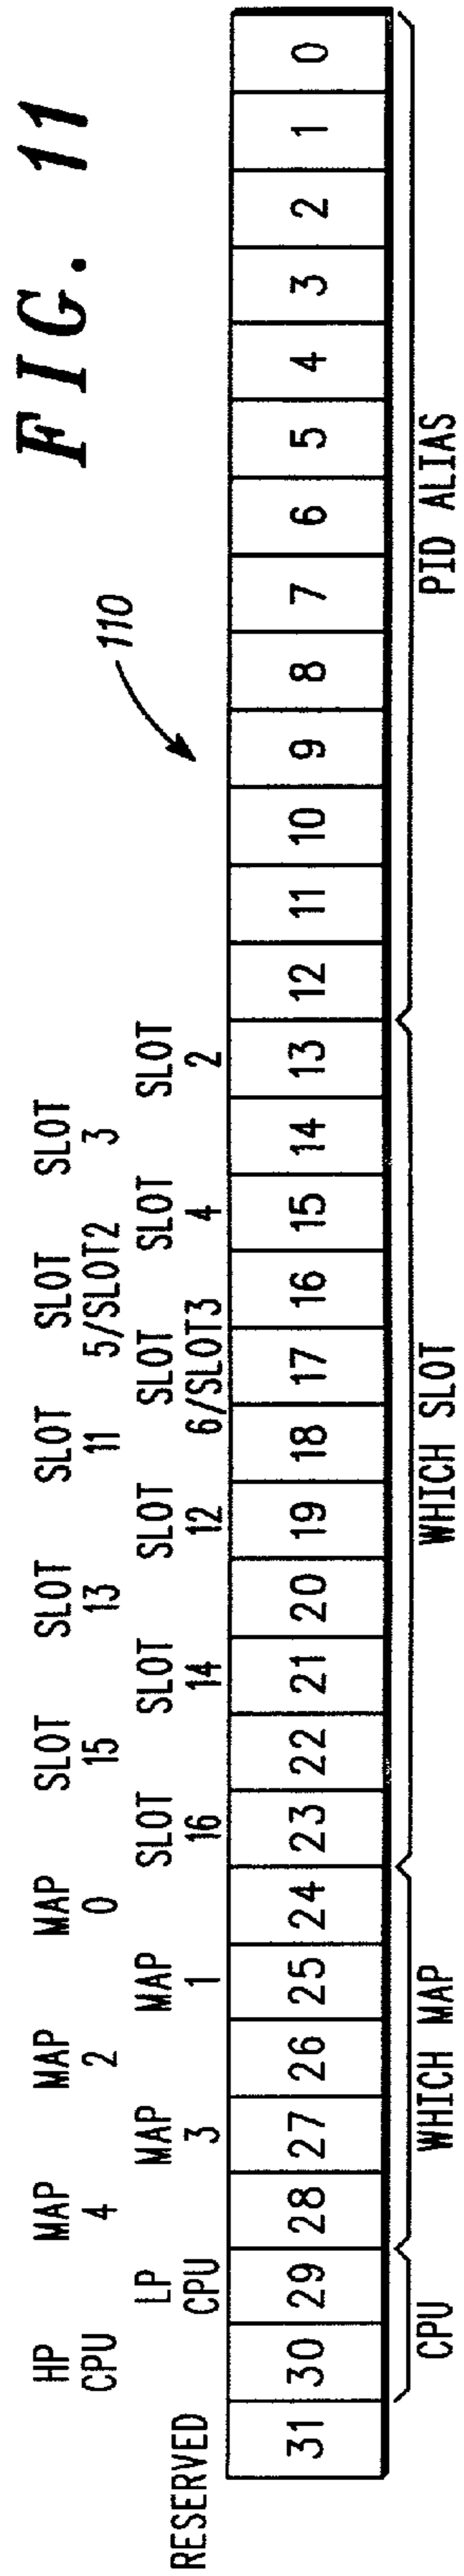 FIG. 11
110
HP
CPU
MAP
4
MAP
2
MAP
0
SLOT
15
SLOT
13
SLOT
11
SLOT
5/SLOT2
SLOT
3
RESERVED
LP
CPU
MAP
3
MAP
1
SLOT
16
SLOT
14
SLOT
12
SLOT
6/SLOT3
SLOT
4
SLOT
2
31 30 29 28 27 26 25 24 23 22 21 20 19 18 17 16 15 14 13 12 11 10 9 8 7 6 5 4 3 2 1 0
CPU
WHICH MAP
WHICH SLOT
PID ALIAS